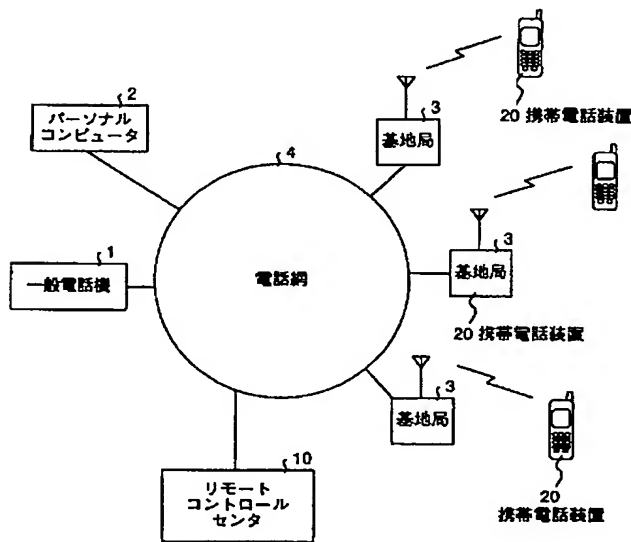 2
パーソナル
コンピュータ
3
基地局
20 携帯電話装置
4
電話網
1
一般電話機
3
基地局
20 携帯電話装置
3
基地局
10
リモート
コントロール
センタ
20
携帯電話装置